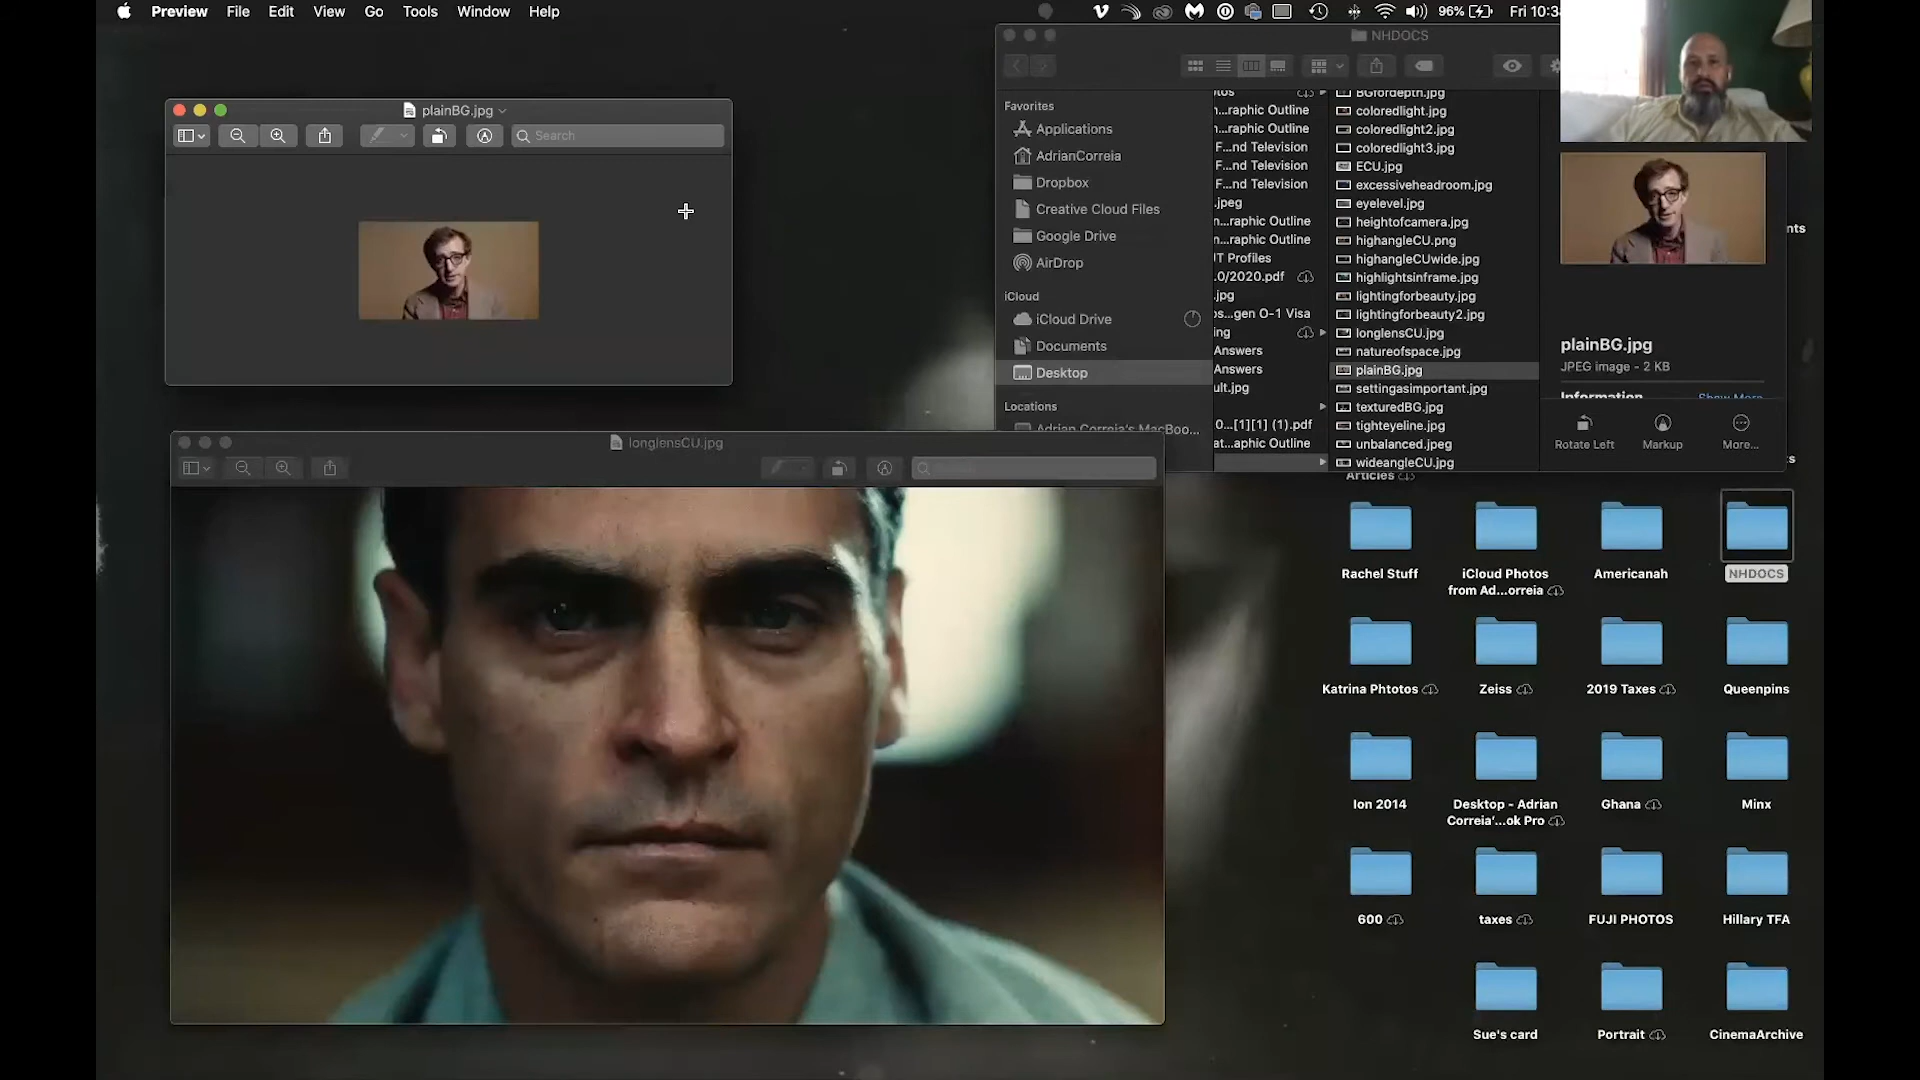 Preview File Edit View Go Tools Window Help
96% Fri 10:3
NHDOCS
plainBG.jpg
Search
Favorites
Applications
AdrianCorreia
Dropbox
Creative Cloud Files
Google Drive
AirDrop
iCloud
iCloud Drive
Documents
Desktop
Locations
Adrian Correia's MacBoo...
...raphic Outline
...raphic Outline
F...nd Television
F...nd Television
F...nd Television
.jpeg
n...raphic Outline
n...raphic Outline
UT Profiles
.0/2020.pdf
.jpg
os...gen O-1 Visa
ing
Answers
Answers
ult.jpg
0...[1][1] (1).pdf
at...aphic Outline
BGfordepth.jpg
coloredlight.jpg
coloredlight2.jpg
coloredlight3.jpg
ECU.jpg
excessiveheadroom.jpg
eyelevel.jpg
heightofcamera.jpg
highangleCU.png
highangleCUwide.jpg
highlightsinframe.jpg
lightingforbeauty.jpg
lightingforbeauty2.jpg
longlensCU.jpg
natureofspace.jpg
plainBG.jpg
settingasimportant.jpg
texturedBG.jpg
tighteyeline.jpg
unbalanced.jpeg
wideangleCU.jpg
plainBG.jpg
JPEG image - 2 KB
Information Show More
Rotate Left Markup More...
nts
longlensCU.jpg
Articles
Rachel Stuff
iCloud Photos
from Ad...orreia
Americanah
NHDOCS
Katrina Phtotos
Zeiss
2019 Taxes
Queenpins
Ion 2014
Desktop - Adrian
Correia'...ok Pro
Ghana
Minx
600
taxes
FUJI PHOTOS
Hillary TFA
Sue's card
Portrait
CinemaArchive